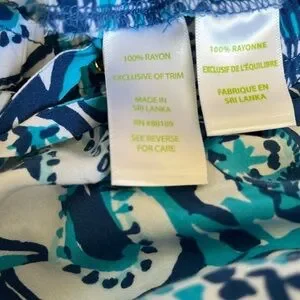 100% RAYON
EXCLUSIVE OF TRIM
MADE IN
SRI LANKA
SEE REVERSE
FOR CARE
100% RAYONNE
EXCLUSIF DE L'ÉQUILIBRE
FABRIQUE EN
SRI LANKA